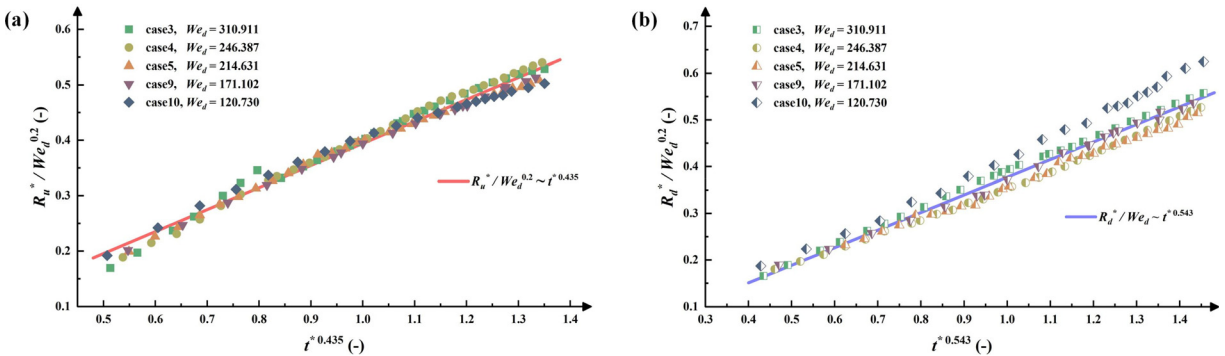 (a)
R_u^* / We_d^0.2 (-)
0.6
0.5
0.4
0.3
0.2
0.1
case3, We_d = 310.911
case4, We_d = 246.387
case5, We_d = 214.631
case9, We_d = 171.102
case10, We_d = 120.730
R_u^* / We_d^0.2 ~ t^*0.435
0.5 0.6 0.7 0.8 0.9 1.0 1.1 1.2 1.3 1.4
t^*0.435 (-)
(b)
R_d^* / We_d^0.2 (-)
0.7
0.6
0.5
0.4
0.3
0.2
0.1
case3, We_d = 310.911
case4, We_d = 246.387
case5, We_d = 214.631
case9, We_d = 171.102
case10, We_d = 120.730
R_d^* / We_d ~ t^*0.543
0.3 0.4 0.5 0.6 0.7 0.8 0.9 1.0 1.1 1.2 1.3 1.4
t^*0.543 (-)